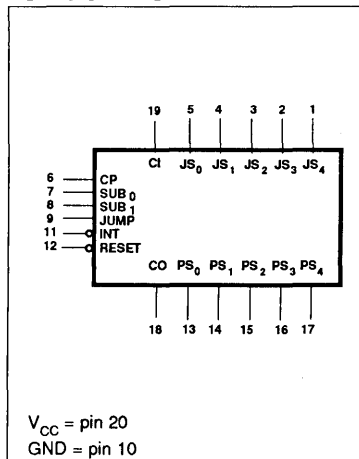 19 5 4 3 2 1
CI JS₀ JS₁ JS₂ JS₃ JS₄
6 CP
7 SUB₀
8 SUB₁
9 JUMP
11 INT
12 RESET
CO PS₀ PS₁ PS₂ PS₃ PS₄
18 13 14 15 16 17
V_CC = pin 20
GND = pin 10